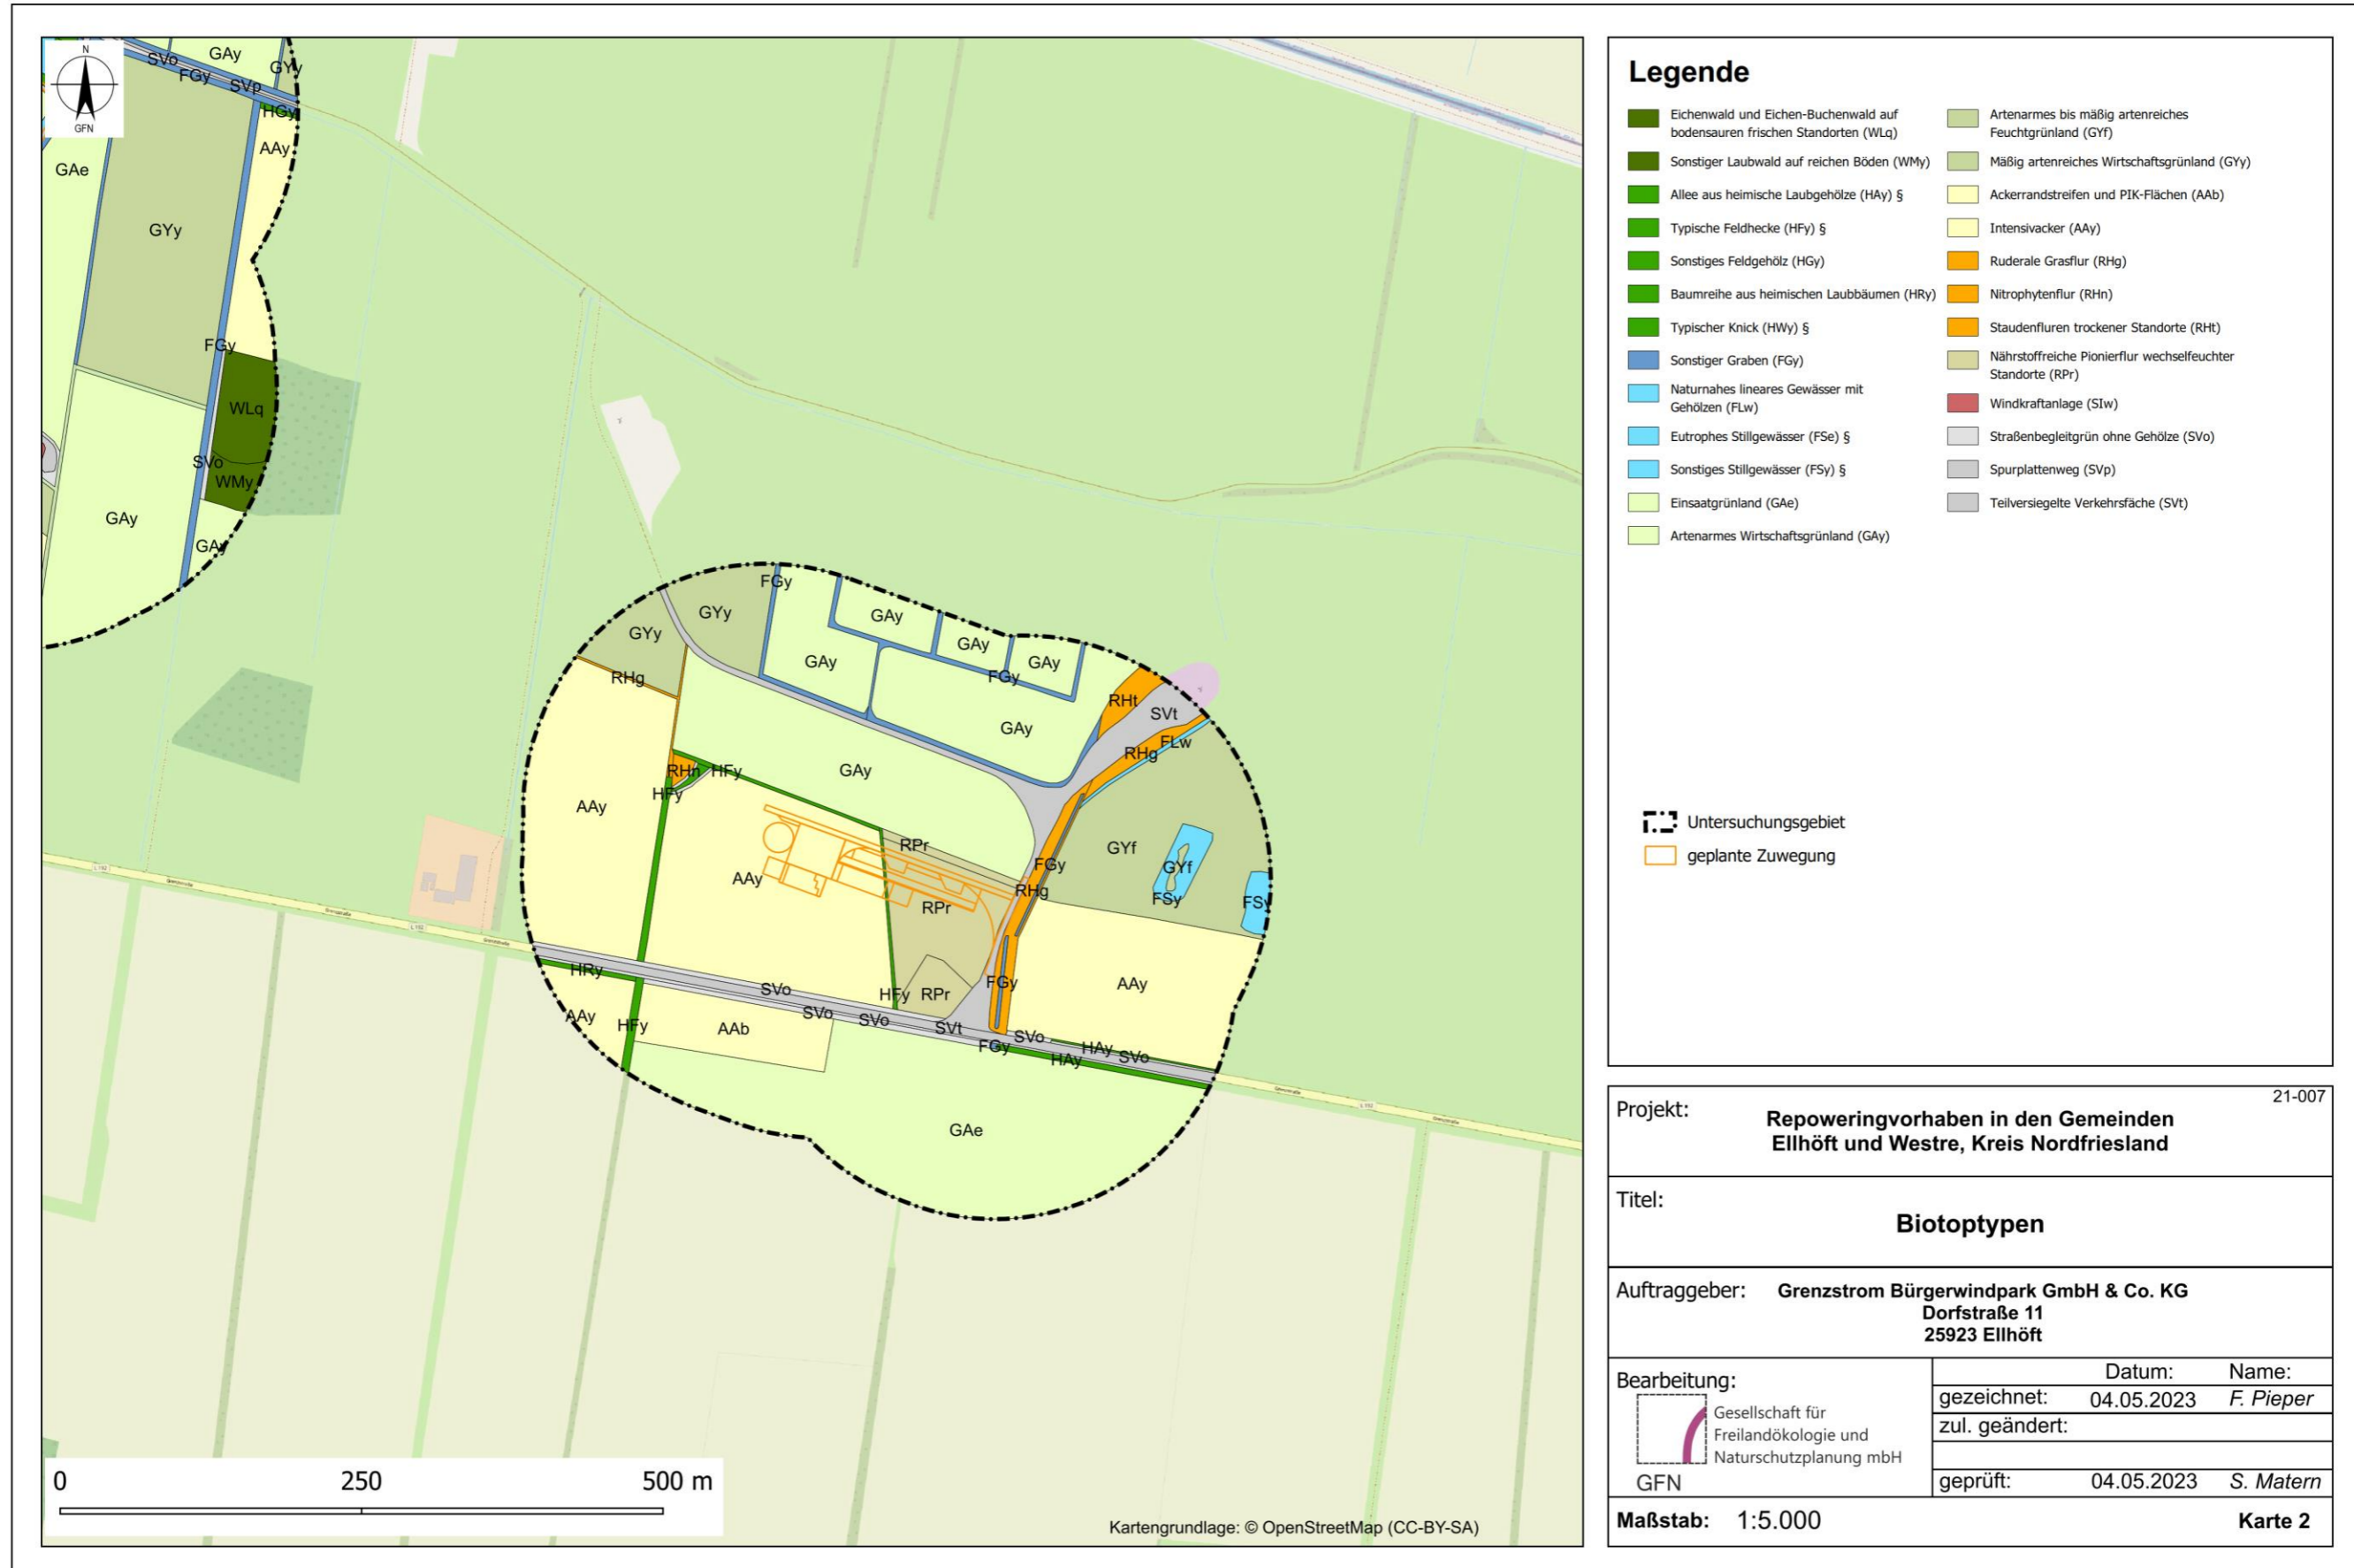 N
GFN
SVo
GAy
FGy
GYy
SVp
HGy
AAy
GAe
GYy
FGy
WLq
SVo
WMy
GAy
GAy
FGy
GYy
GAy
GYy
GAy
GAy
GAy
FGy
RHg
RHt
SVt
GAy
FLw
RHg
RHn
HFy
GAy
HFy
AAy
RPr
GYf
FGy
GYf
AAy
RHg
FSy
FSy
RPr
HRy
FGy
AAy
SVo
HFy
RPr
AAy
HFy
AAb
SVo
SVo
SVt
SVo
FGy
HAy
SVo
HAy
GAe
L 192
Grenzstraße
Grenzstraße
L 192
Grenzstraße
Grenzstraße
L 192
Grenzstraße
0 250 500 m
Kartengrundlage: © OpenStreetMap (CC-BY-SA)
Legende
Eichenwald und Eichen-Buchenwald auf
bodensauren frischen Standorten (WLq)
Sonstiger Laubwald auf reichen Böden (WMy)
Allee aus heimische Laubgehölze (HAy) §
Typische Feldhecke (HFy) §
Sonstiges Feldgehölz (HGy)
Baumreihe aus heimischen Laubbäumen (HRy)
Typischer Knick (HWy) §
Sonstiger Graben (FGy)
Naturnahes lineares Gewässer mit
Gehölzen (FLw)
Eutrophes Stillgewässer (FSe) §
Sonstiges Stillgewässer (FSy) §
Einsaatgrünland (GAe)
Artenarmes Wirtschaftsgrünland (GAy)
Artenarmes bis mäßig artenreiches
Feuchtgrünland (GYf)
Mäßig artenreiches Wirtschaftsgrünland (GYy)
Ackerrandstreifen und PIK-Flächen (AAb)
Intensivacker (AAy)
Ruderale Grasflur (RHg)
Nitrophytenflur (RHn)
Staudenfluren trockener Standorte (RHt)
Nährstoffreiche Pionierflur wechselfeuchter
Standorte (RPr)
Windkraftanlage (SIw)
Straßenbegleitgrün ohne Gehölze (SVo)
Spurplattenweg (SVp)
Teilversiegelte Verkehrsfäche (SVt)
Untersuchungsgebiet
geplante Zuwegung
21-007
Projekt:
Repoweringvorhaben in den Gemeinden
Ellhöft und Westre, Kreis Nordfriesland
Titel:
Biotoptypen
Auftraggeber: Grenzstrom Bürgerwindpark GmbH & Co. KG
Dorfstraße 11
25923 Ellhöft
Bearbeitung:
Gesellschaft für
Freilandökologie und
Naturschutzplanung mbH
GFN
Datum: Name:
gezeichnet: 04.05.2023 F. Pieper
zul. geändert:
geprüft: 04.05.2023 S. Matern
Maßstab: 1:5.000
Karte 2